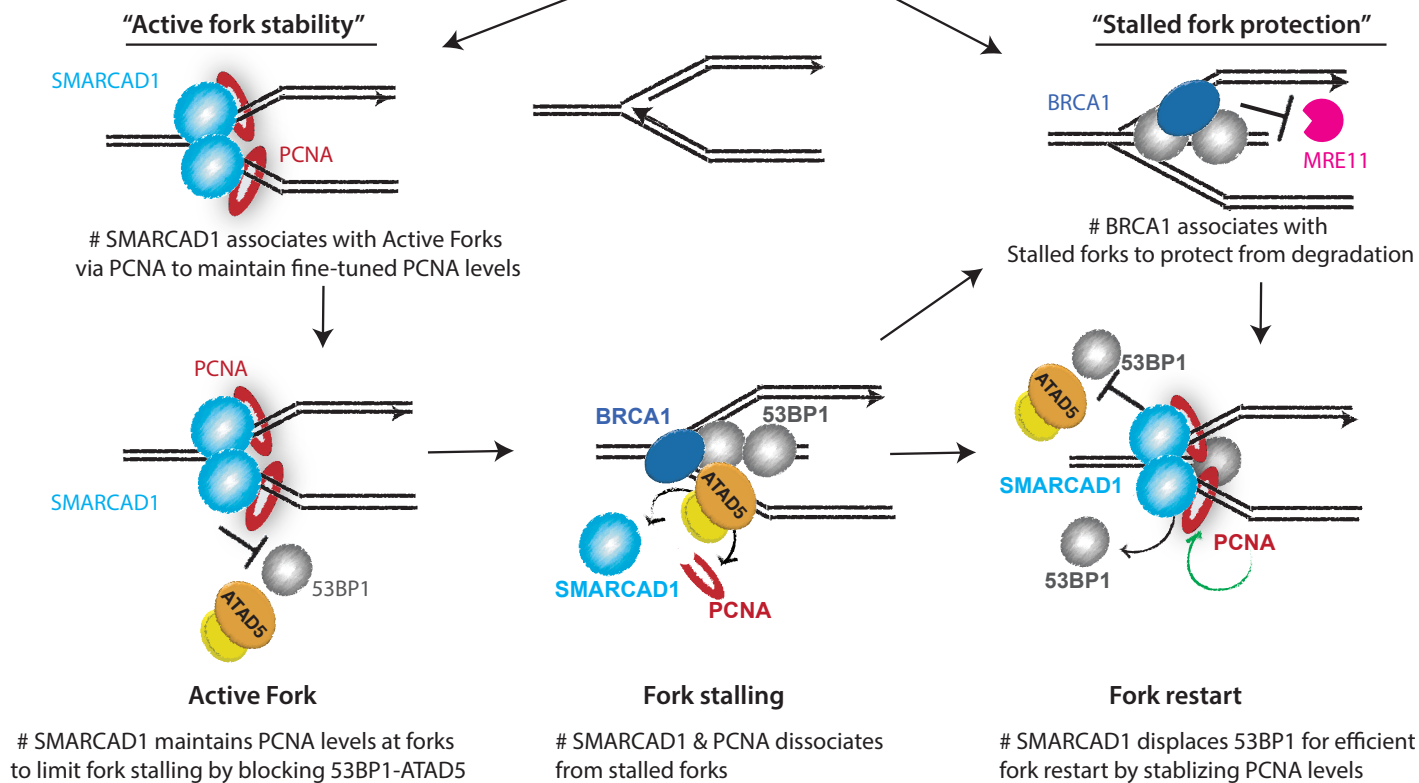 "Active fork stability"
"Stalled fork protection"
SMARCAD1
PCNA
BRCA1
MRE11
# SMARCAD1 associates with Active Forks
via PCNA to maintain fine-tuned PCNA levels
# BRCA1 associates with
Stalled forks to protect from degradation
PCNA
SMARCAD1
53BP1
ATAD5
BRCA1
53BP1
ATAD5
SMARCAD1
PCNA
53BP1
ATAD5
SMARCAD1
PCNA
53BP1
Active Fork
Fork stalling
Fork restart
# SMARCAD1 maintains PCNA levels at forks
to limit fork stalling by blocking 53BP1-ATAD5
# SMARCAD1 & PCNA dissociates
from stalled forks
# SMARCAD1 displaces 53BP1 for efficient
fork restart by stablizing PCNA levels